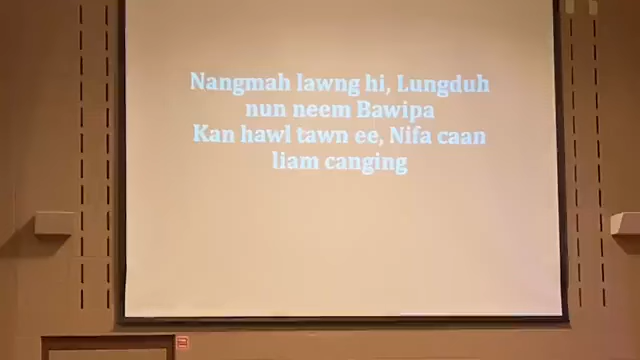 Nangmah lawng hi, Lungduh
nun neem Bawipa
Kan hawl tawn ee, Nifa caan
liam canging